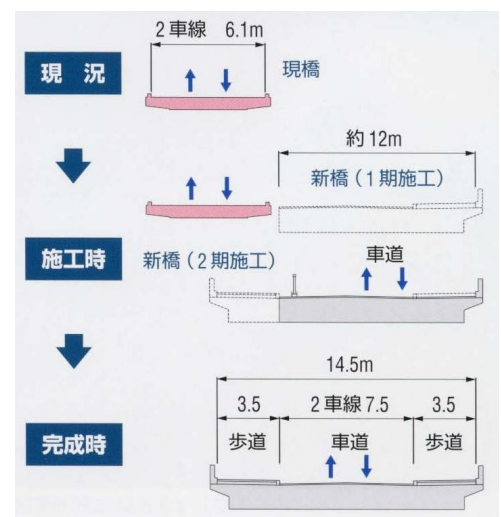 2車線 6.1m
現況
現橋
約12m
新橋(1期施工)
施工時
新橋(2期施工)
車道
14.5m
3.5
2車線7.5
3.5
完成時
歩道
車道
歩道